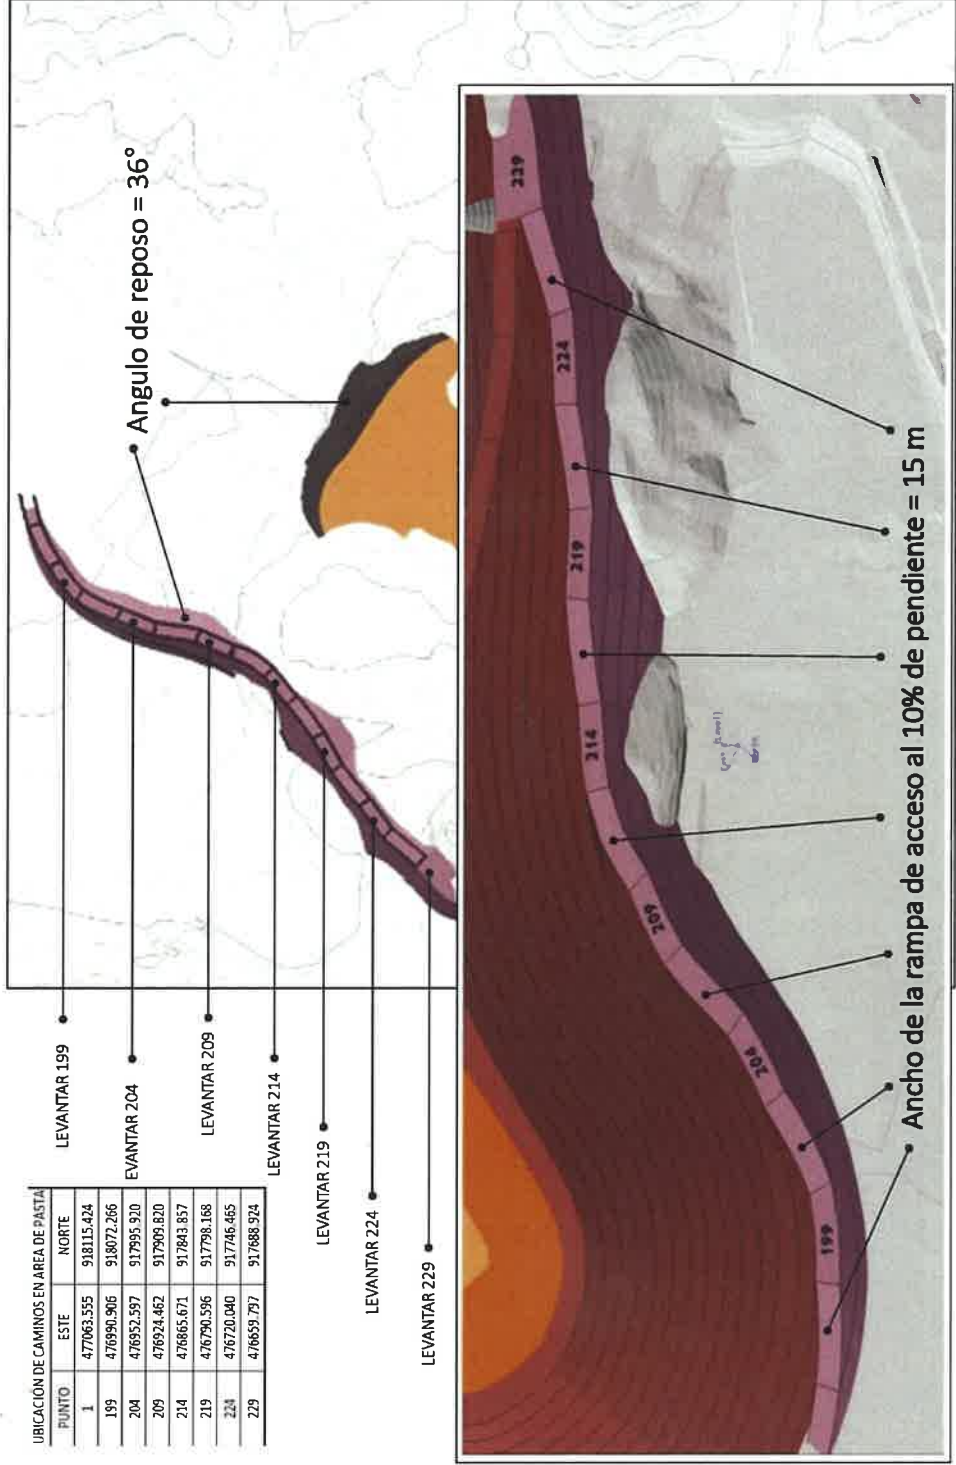 UBICACIÓN DE CAMINOS EN AREA DE PASTA
PUNTO ESTE NORTE
1 477063.555 918115.424
199 476990.906 918072.266
204 476952.597 917995.920
209 476924.462 917909.820
214 476865.671 917843.857
219 476790.596 917798.168
224 476720.040 917746.465
229 476659.797 917688.924
LEVANTAR 199
EVANTAR 204
LEVANTAR 209
LEVANTAR 214
LEVANTAR 219
LEVANTAR 224
LEVANTAR 229
Angulo de reposo = 36°
199
204
209
214
219
224
229
Ancho de la rampa de acceso al 10% de pendiente = 15 m